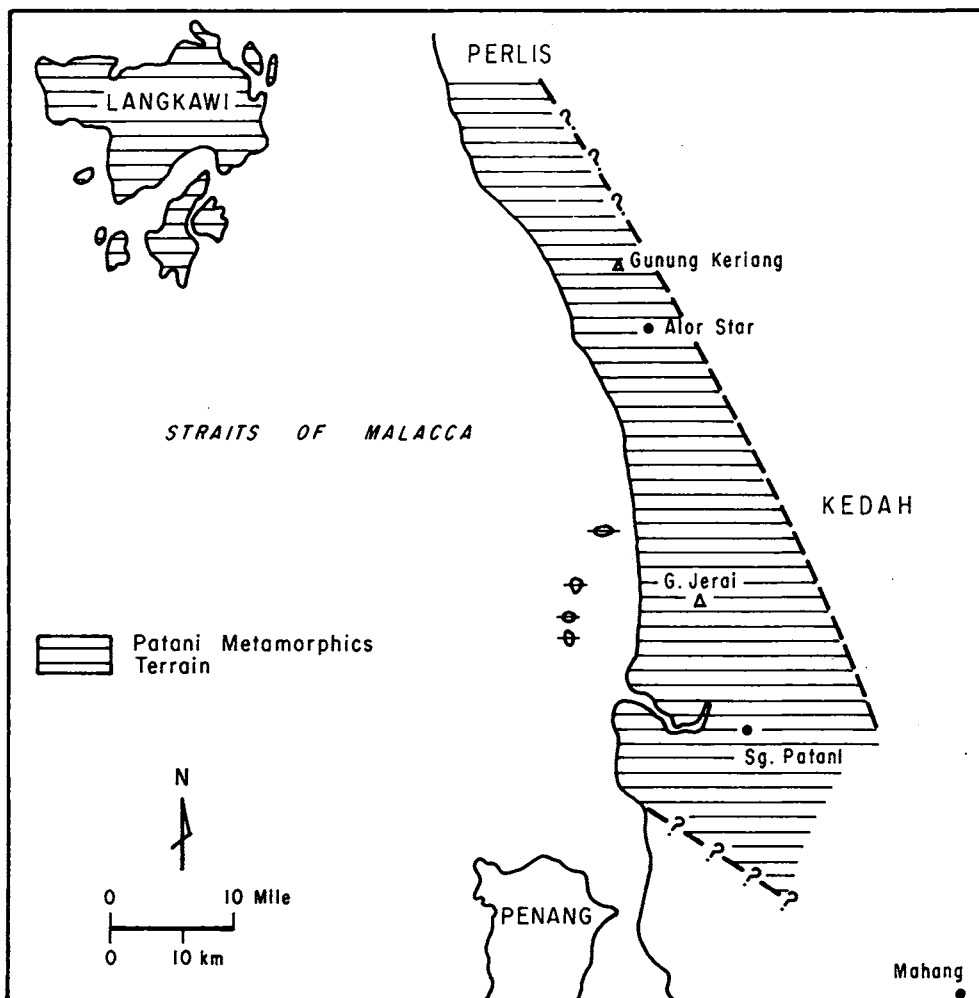 PERLIS
LANGKAWI
?
?
?
Gunung Keriang
Alor Star
STRAITS OF MALACCA
KEDAH
G. Jerai
Patani Metamorphics
Terrain
Sg. Patani
N
?
?
?
?
0 10 Mile
0 10 km
PENANG
Mahang